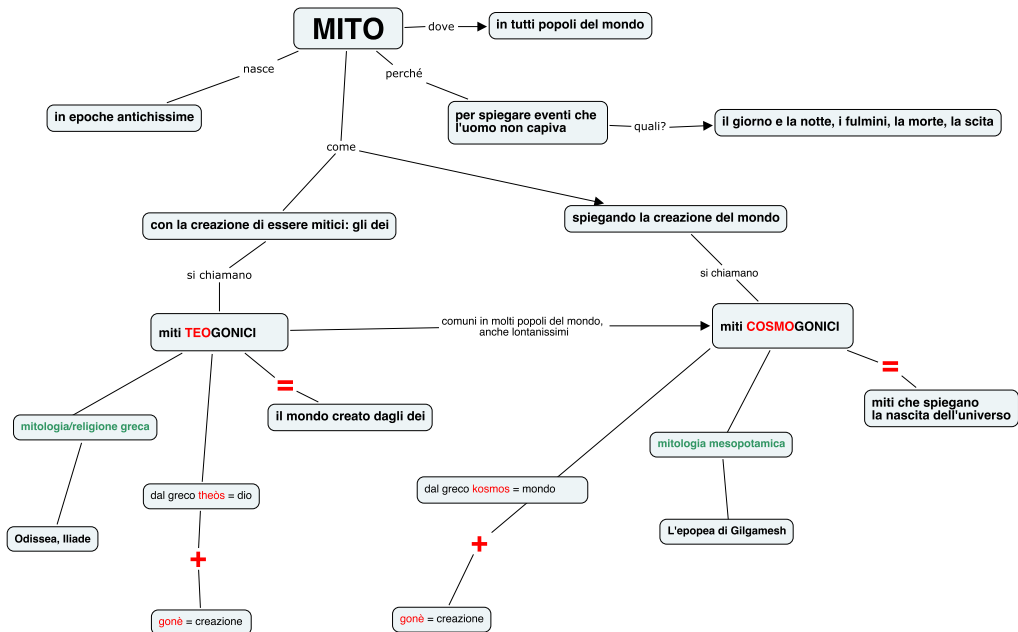 MITO
dove
in tutti popoli del mondo
nasce
perché
in epoche antichissime
per spiegare eventi che
l'uomo non capiva
quali?
il giorno e la notte, i fulmini, la morte, la scita
come
con la creazione di essere mitici: gli dei
spiegando la creazione del mondo
si chiamano
si chiamano
miti TEOGONICI
comuni in molti popoli del mondo,
anche lontanissimi
miti COSMOGONICI
=
=
il mondo creato dagli dei
miti che spiegano
la nascita dell'universo
mitologia/religione greca
mitologia mesopotamica
dal greco theòs = dio
dal greco kosmos = mondo
Odissea, Iliade
L'epopea di Gilgamesh
+
+
gonè = creazione
gonè = creazione